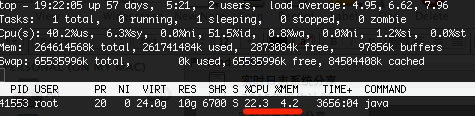 top - 19:22:05 up 57 days, 5:21, 2 users, load average: 4.95, 6.62, 7.96
Tasks: 1 total, 0 running, 1 sleeping, 0 stopped, 0 zombie
Cpu(s): 40.2%us, 6.3%sy, 0.0%ni, 51.5%id, 0.8%wa, 0.0%hi, 1.2%si, 0.0%st
Mem: 264614568k total, 261741484k used, 2873084k free, 97856k buffers
Swap: 65535996k total, 0k used, 65535996k free, 84504408k cached
PID USER PR NI VIRT RES SHR S %CPU %MEM TIME+ COMMAND
41553 root 20 0 24.0g 10g 6700 S 22.3 4.2 3656:04 java